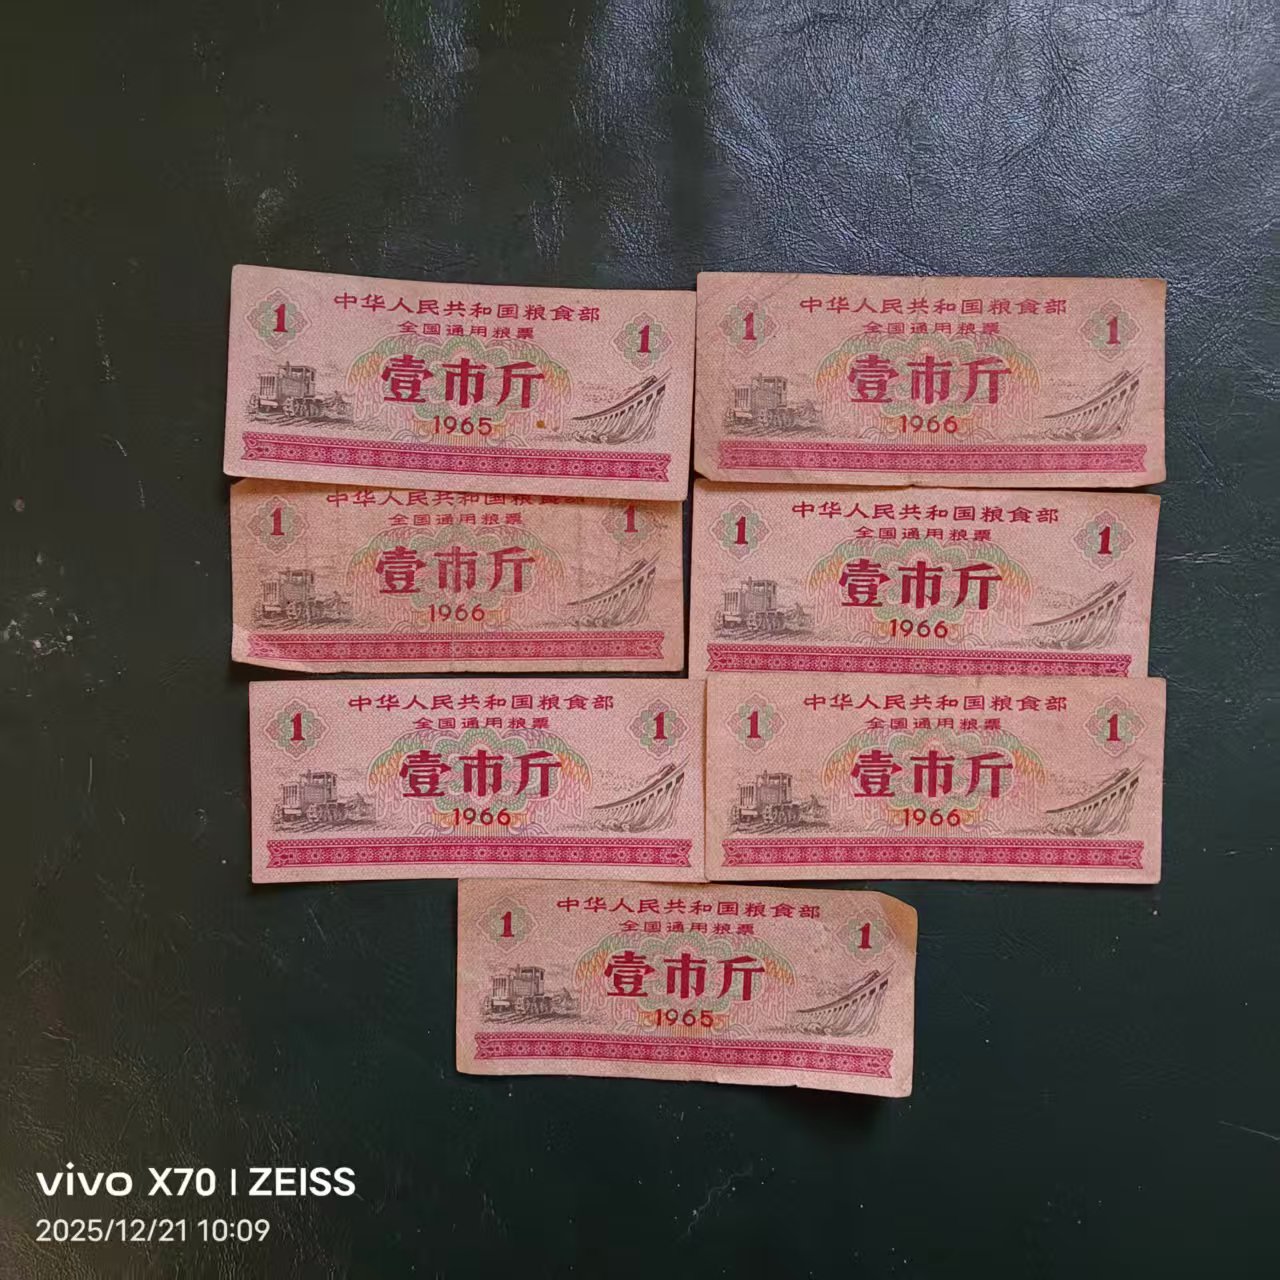 中华人民共和国粮食部
全国通用粮票
1
1
壹市斤
1965
中华人民共和国粮食部
全国通用粮票
1
1
壹市斤
1966
中华人民共和国粮食部
全国通用粮票
1
1
壹市斤
1966
中华人民共和国粮食部
全国通用粮票
1
1
壹市斤
1966
中华人民共和国粮食部
全国通用粮票
1
1
壹市斤
1966
中华人民共和国粮食部
全国通用粮票
1
1
壹市斤
1966
中华人民共和国粮食部
全国通用粮票
1
1
壹市斤
1965
vivo X70 | ZEISS
2025/12/21 10:09